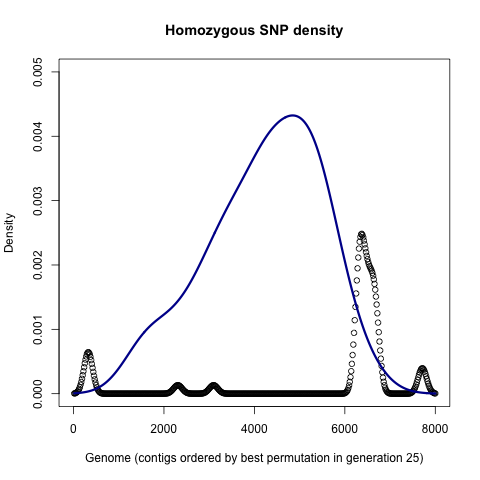 Homozygous SNP density
Density
0.005
0.004
0.003
0.002
0.001
0.000
0 2000 4000 6000 8000
Genome (contigs ordered by best permutation in generation 25)